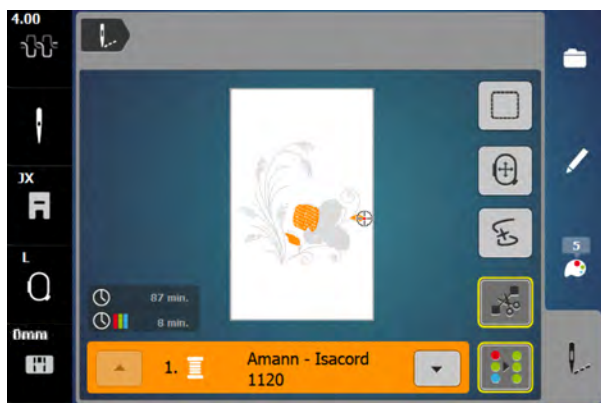 4.00
JX
L
0mm
87 min.
8 min.
1.
Amann - Isacord
1120
5